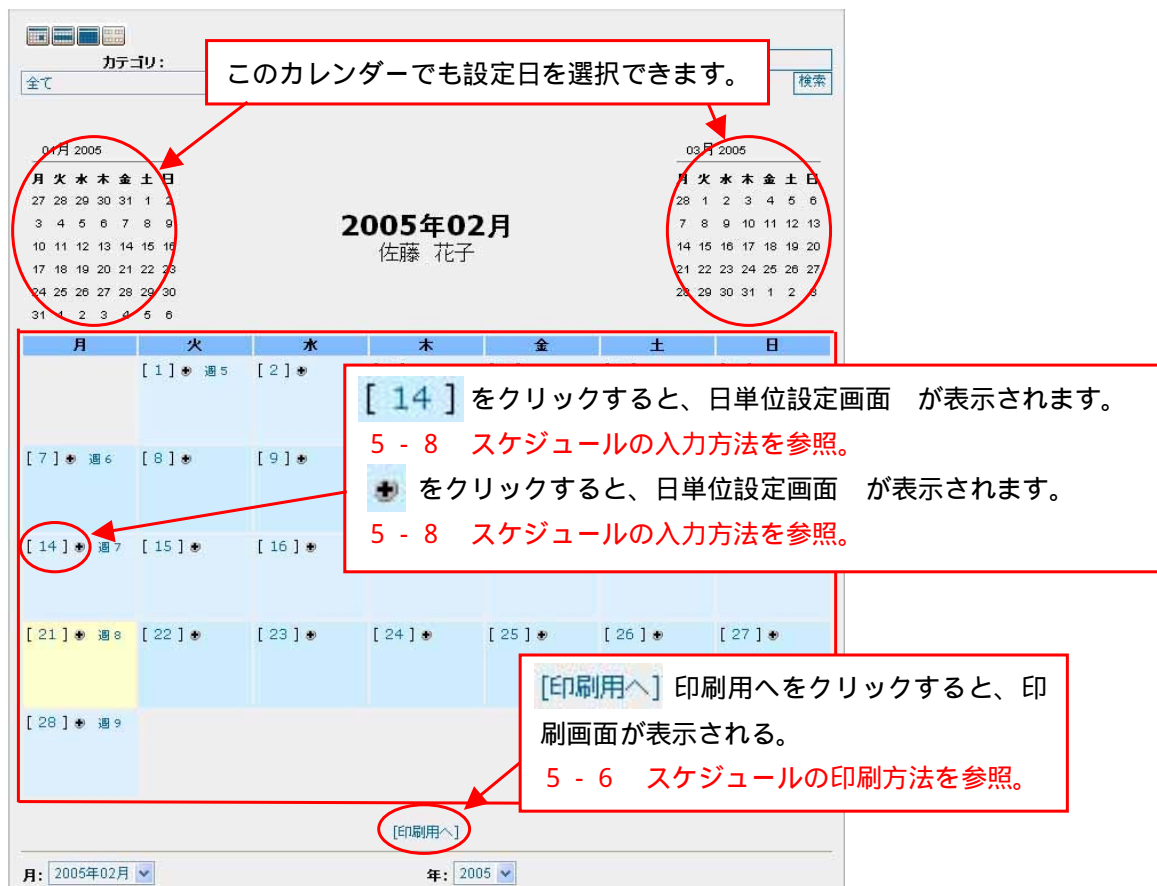 カテゴリ：
全て
検索
このカレンダーでも設定日を選択できます。
月 2005
月 火 水 木 金 土 日
27 28 29 30 31 1 2
3 4 5 6 7 8 9
10 11 12 13 14 15 16
17 18 19 20 21 22 23
24 25 26 27 28 29 30
31 1 2 3 4 5 6
2005年02月
佐藤 花子
03月 2005
月 火 水 木 金 土 日
28 1 2 3 4 5 6
7 8 9 10 11 12 13
14 15 16 17 18 19 20
21 22 23 24 25 26 27
28 29 30 31 1 2 3
月 火 水 木 金 土 日
[ 1 ] 週5 [ 2 ]
[ 14 ] をクリックすると、日単位設定画面 が表示されます。
5 - 8 スケジュールの入力方法を参照。
をクリックすると、日単位設定画面 が表示されます。
5 - 8 スケジュールの入力方法を参照。
[ 7 ] 週6 [ 8 ] [ 9 ]
[ 14 ] 週7 [ 15 ] [ 16 ]
[ 21 ] 週8 [ 22 ] [ 23 ] [ 24 ] [ 25 ] [ 26 ] [ 27 ]
[ 28 ] 週9
[印刷用へ] 印刷用へをクリックすると、印
刷画面が表示される。
5 - 6 スケジュールの印刷方法を参照。
[印刷用へ]
月: 2005年02月 年: 2005